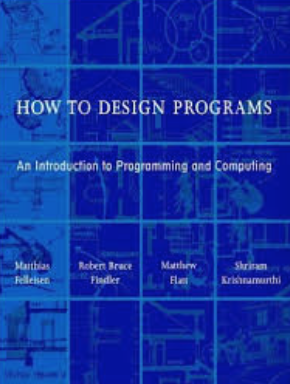 HOW TO DESIGN PROGRAMS
An Introduction to Programming and Computing
Matthias Robert Bruce Matthew Shriram
Felleisen Findler Flatt Krishnamurthi